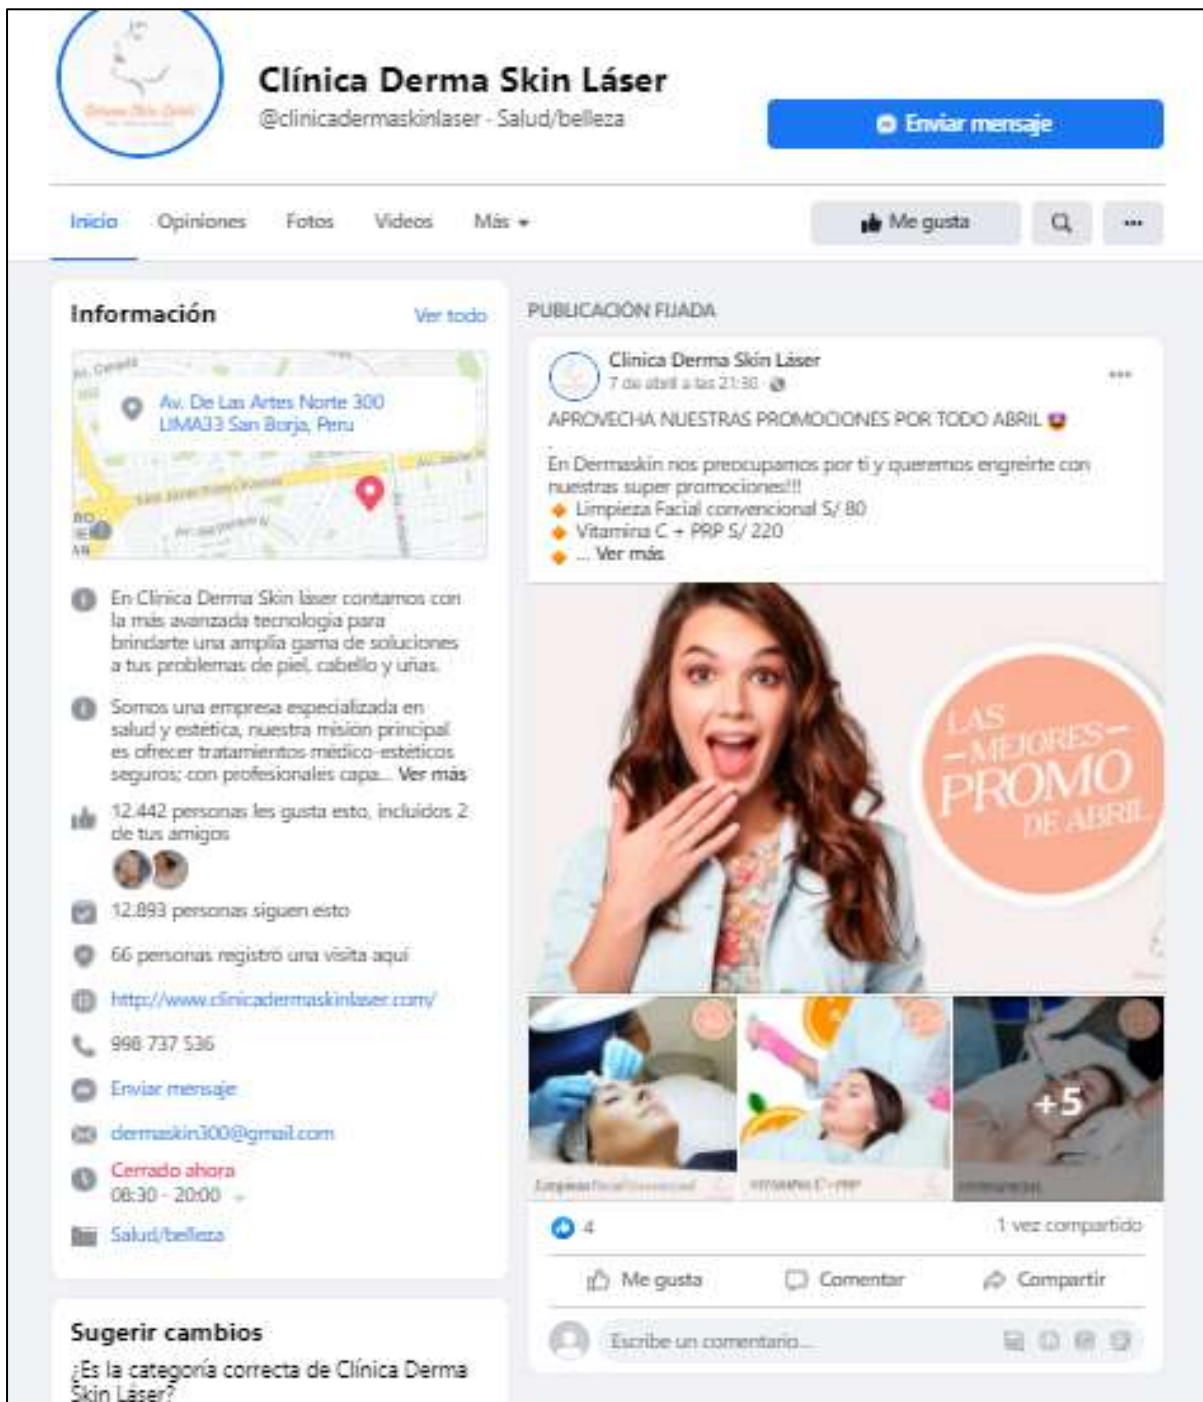 Clínica Derma Skin Láser
@clinicadermaskinlaser - Salud/belleza
Enviar mensaje
Inicio
Opiniones
Fotos
Videos
Más
Me gusta
Información
Ver todo
Av. De Las Artes Norte 300
LIMA33 San Borja, Peru
En Clínica Derma Skin láser contamos con
la más avanzada tecnología para
brindarte una amplia gama de soluciones
a tus problemas de piel, cabello y uñas.
Somos una empresa especializada en
salud y estética, nuestra misión principal
es ofrecer tratamientos médico-estéticos
seguros; con profesionales capa... Ver más
12.442 personas les gusta esto, incluidos 2
de tus amigos
12.893 personas siguen esto
66 personas registró una visita aquí
http://www.clinicadermaskinlaser.com/
998 737 536
Enviar mensaje
dermaskin300@gmail.com
Cerrado ahora
08:30 - 20:00
Salud/belleza
Sugerir cambios
¿Es la categoría correcta de Clínica Derma
Skin Láser?
PUBLICACIÓN FIJADA
Clínica Derma Skin Láser
7 de abril a las 21:30
APROVECHA NUESTRAS PROMOCIONES POR TODO ABRIL
.
En Dermaskin nos preocupamos por ti y queremos engreirte con
nuestras super promociones!!!
Limpieza Facial convencional S/ 80
Vitamina C + PRP S/ 220
... Ver más
LAS
MEJORES
PROMO
DE ABRIL
VITAMINA C+PRP
+5
4
1 vez compartido
Me gusta
Comentar
Compartir
Escribe un comentario...